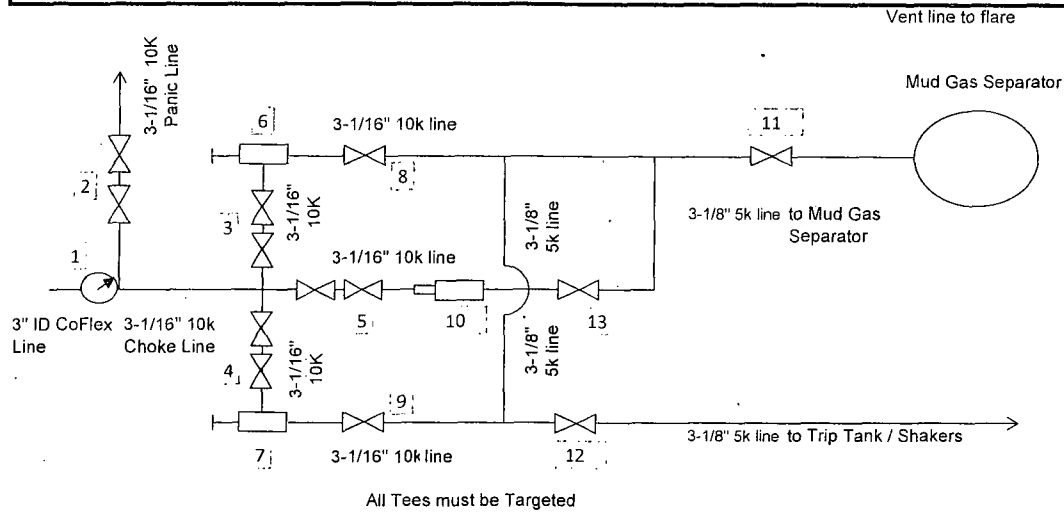 Vent line to flare
Mud Gas Separator
3-1/16" 10K
Panic Line
6
3-1/16" 10k line
11
2
8
3
3-1/16"
10K
3-1/8"
5k line
3-1/8" 5k line to Mud Gas
Separator
1
3-1/16" 10k line
3" ID CoFlex
Line
3-1/16" 10k
Choke Line
5
10
13
4
3-1/16"
10K
3-1/8"
5k line
9
7
3-1/16" 10k line
12
3-1/8" 5k line to Trip Tank / Shakers
All Tees must be Targeted